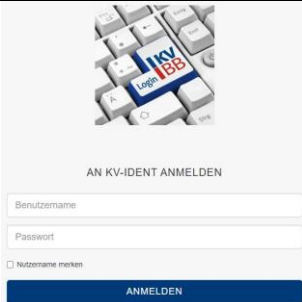 Login KV
BB
AN KV-IDENT ANMELDEN
Benutzername
Passwort
Nutzername merken
ANMELDEN